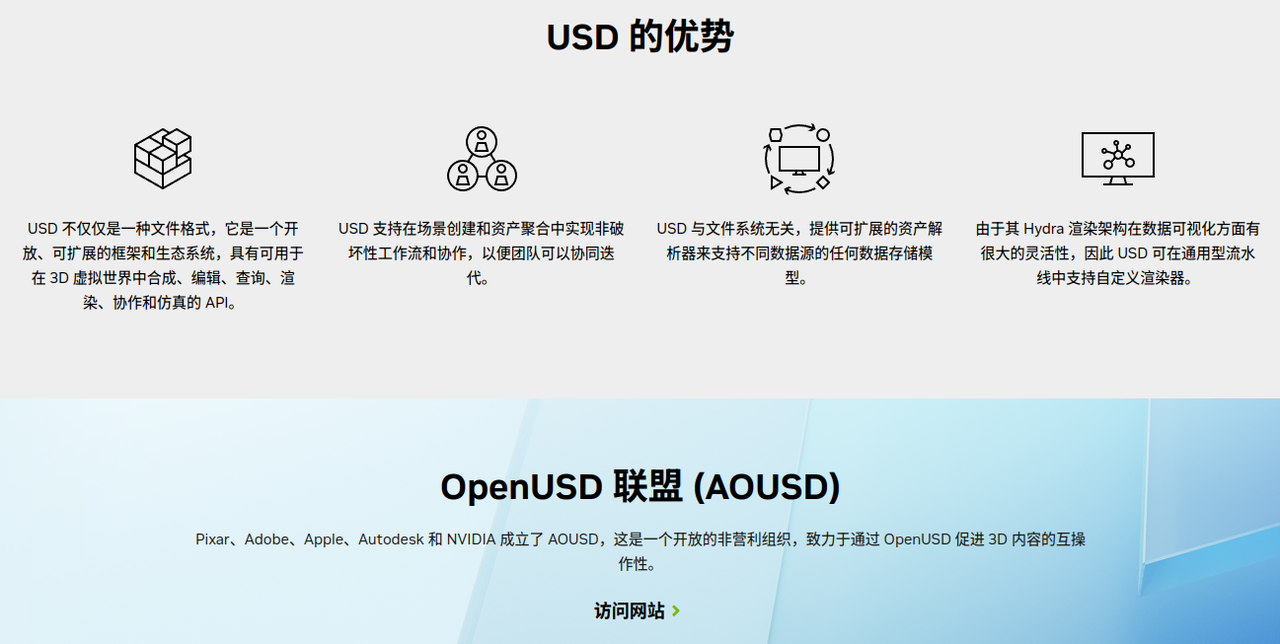 USD 的优势
USD 不仅仅是一种文件格式，它是一个开
放、可扩展的框架和生态系统，具有可用于
在 3D 虚拟世界中合成、编辑、查询、渲
染、协作和仿真的 API。
USD 支持在场景创建和资产聚合中实现非破
坏性工作流和协作，以便团队可以协同迭
代。
USD 与文件系统无关，提供可扩展的资产解
析器来支持不同数据源的任何数据存储模
型。
由于其 Hydra 渲染架构在数据可视化方面有
很大的灵活性，因此 USD 可在通用型流水
线中支持自定义渲染器。
OpenUSD 联盟 (AOUSD)
Pixar、Adobe、Apple、Autodesk 和 NVIDIA 成立了 AOUSD，这是一个开放的非营利组织，致力于通过 OpenUSD 促进 3D 内容的互操
作性。
访问网站